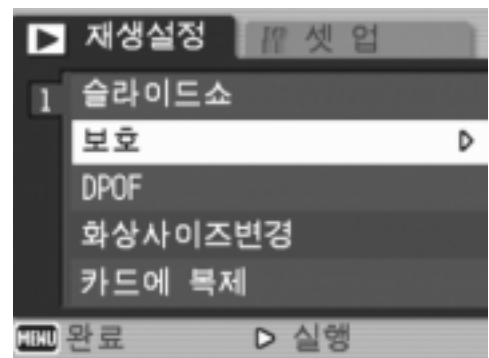 재생설정 셋 업
1 슬라이드쇼
보호
DPOF
화상사이즈변경
카드에 복제
MENU 완료 실행